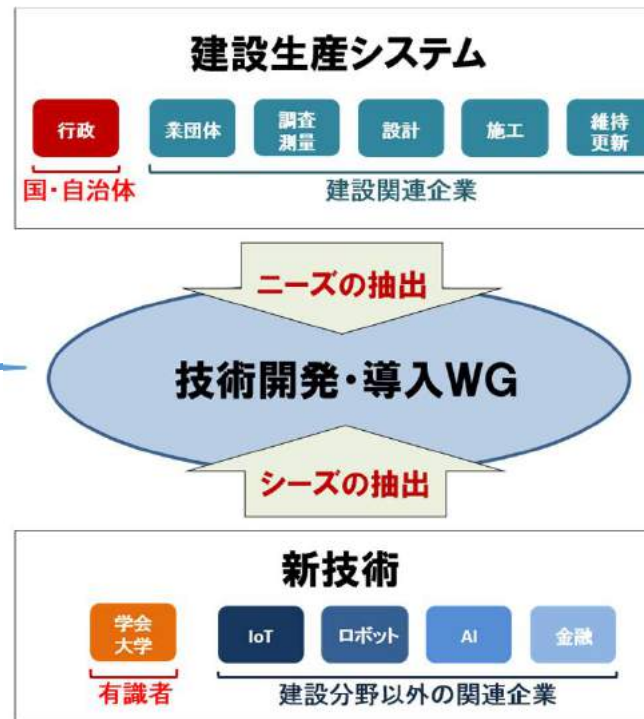 建設生産システム
行政
業団体
調査
測量
設計
施工
維持
更新
国・自治体
建設関連企業
ニーズの抽出
技術開発・導入WG
シーズの抽出
新技術
学会
大学
IoT
ロボット
AI
金融
有識者
建設分野以外の関連企業